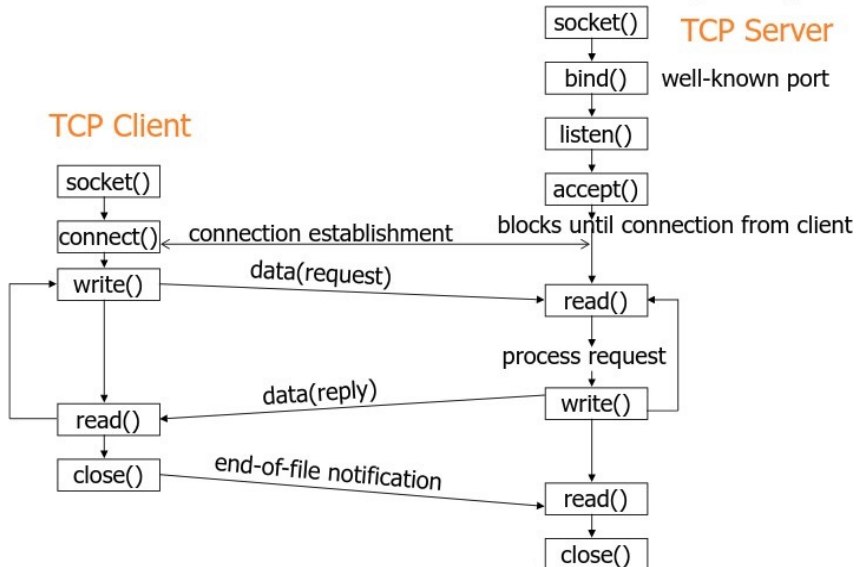 socket()
TCP Server
bind()
well-known port
TCP Client
listen()
socket()
accept()
blocks until connection from client
connect()
connection establishment
write()
data(request)
read()
process request
data(reply)
write()
read()
close()
end-of-file notification
read()
close()